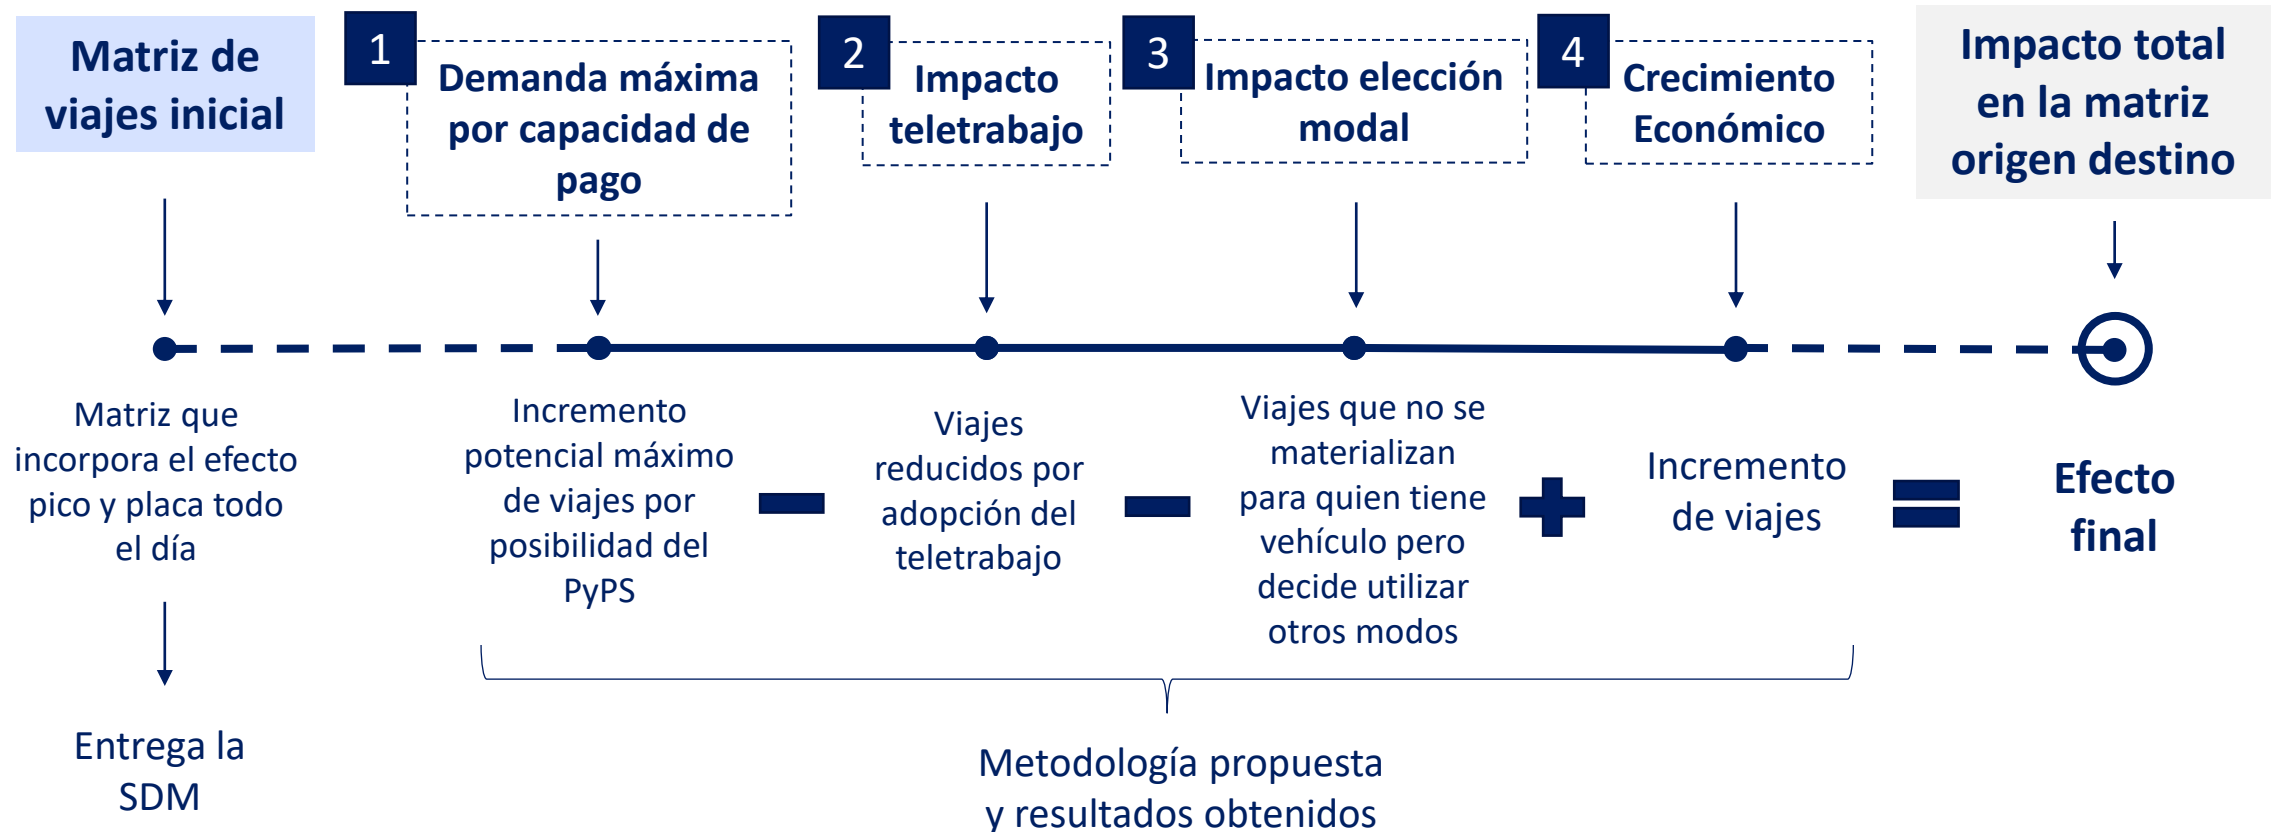 Matriz de
viajes inicial
1
Demanda máxima
por capacidad de
pago
2
Impacto
teletrabajo
3
Impacto elección
modal
4
Crecimiento
Económico
Impacto total
en la matriz
origen destino
Matriz que
incorpora el efecto
pico y placa todo
el día
Incremento
potencial máximo
de viajes por
posibilidad del
PyPS
Viajes
reducidos por
adopción del
teletrabajo
Viajes que no se
materializan
para quien tiene
vehículo pero
decide utilizar
otros modos
Incremento
de viajes
Efecto
final
Entrega la
SDM
Metodología propuesta
y resultados obtenidos